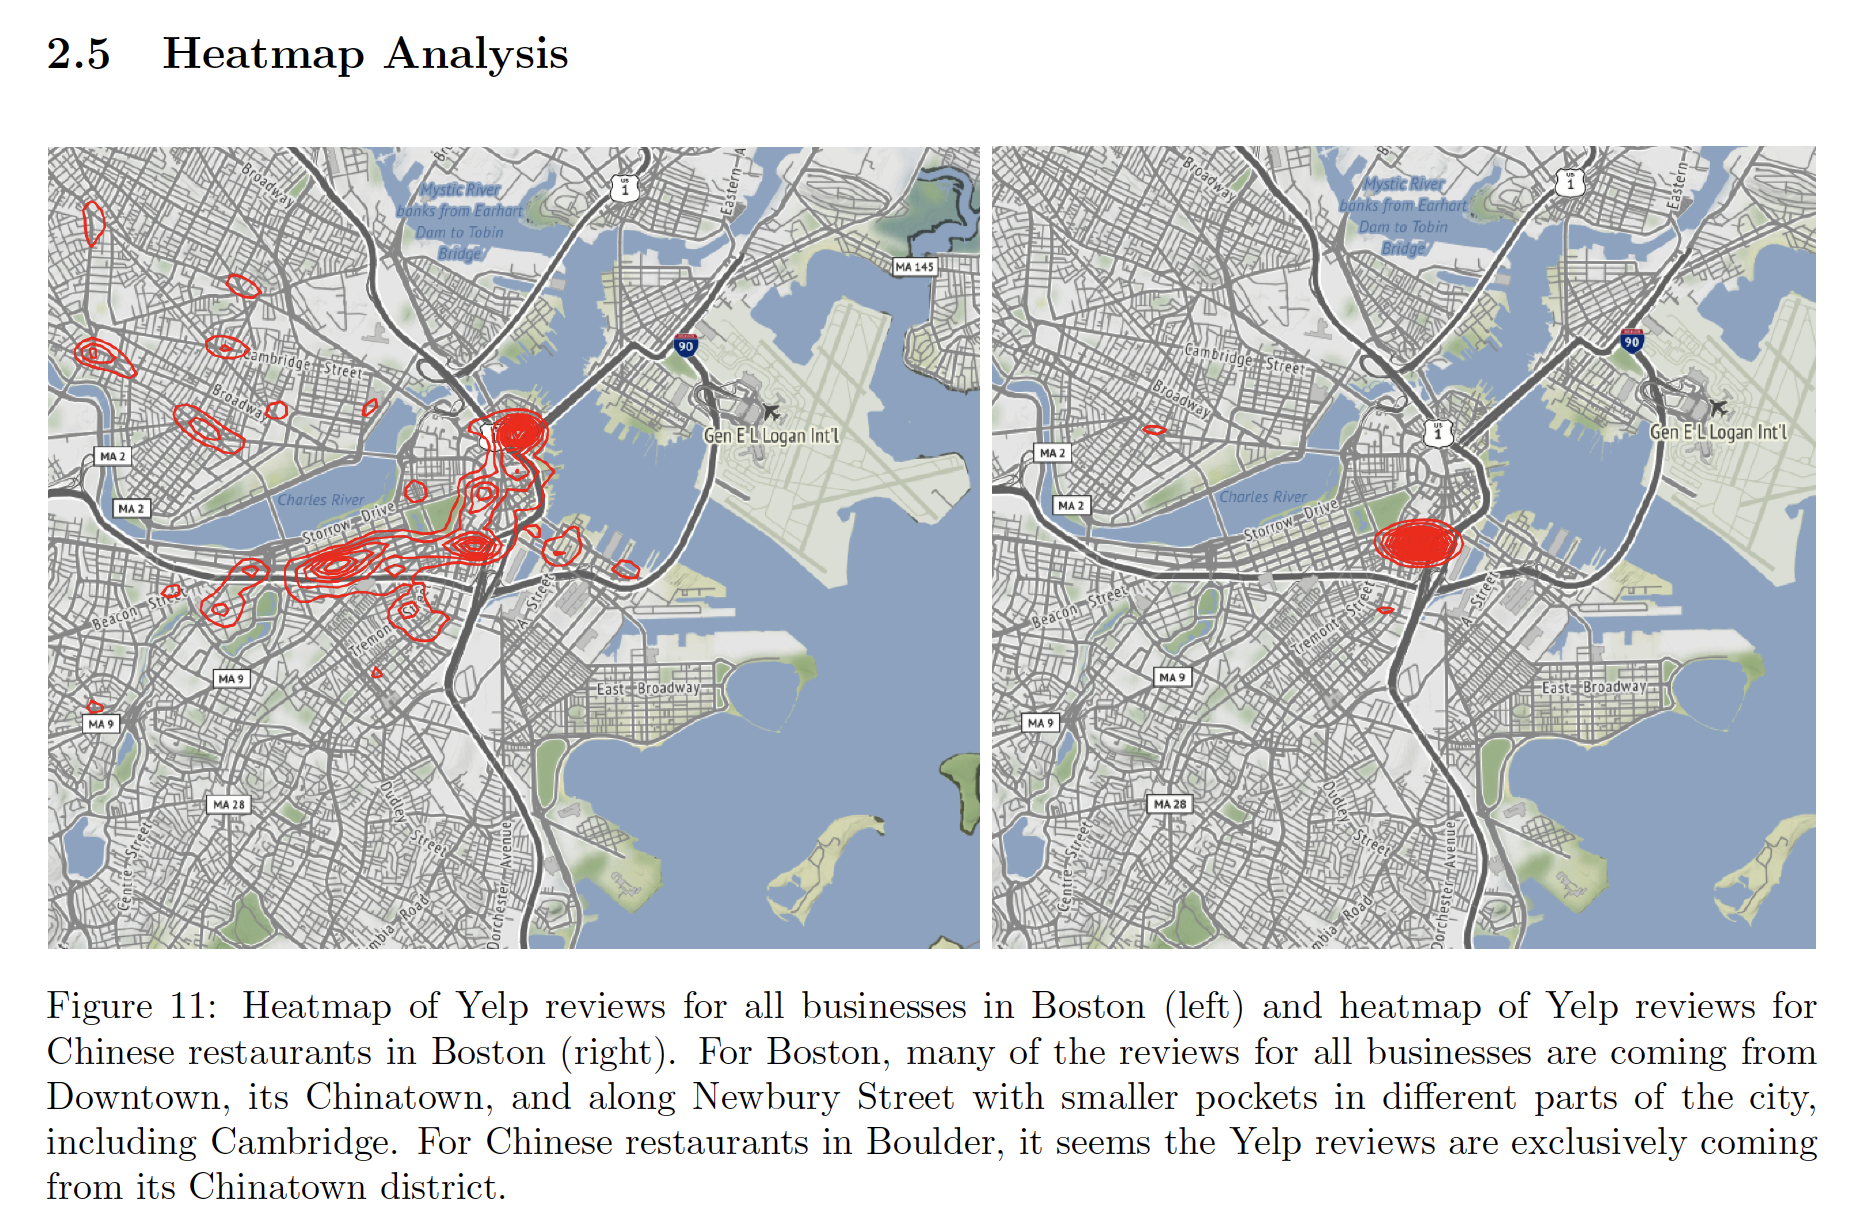 2.5 Heatmap Analysis
Broadway
Br
Mystic River
banks from Earhart
Dam to Tobin
Bridge
US
1
Eastern A
MA 145
90
Cambridge Street
Broadway
Gen E L Logan Int'l
MA 2
MA 2
Charles River
Storrow Drive
Beacon Street
Tremont Street
A Street
MA 9
MA 9
East Broadway
MA 28
Dudley Street
Centre Street
mbia Road
Dorchester Avenue
Broadway
B
Mystic River
banks from Earhart
Dam to Tobin
Bridge
US
1
Eastern
90
Cambridge Street
Broadway
US
1
Gen E L Logan Int'l
MA 2
MA 2
Charles River
Storrow Drive
Beacon Street
Tremont Street
A Street
MA 9
MA 9
East Broadway
MA 28
Dudley Street
Centre Street
mbia Road
Dorchester Avenue
Figure 11: Heatmap of Yelp reviews for all businesses in Boston (left) and heatmap of Yelp reviews for
Chinese restaurants in Boston (right). For Boston, many of the reviews for all businesses are coming from
Downtown, its Chinatown, and along Newbury Street with smaller pockets in different parts of the city,
including Cambridge. For Chinese restaurants in Boulder, it seems the Yelp reviews are exclusively coming
from its Chinatown district.